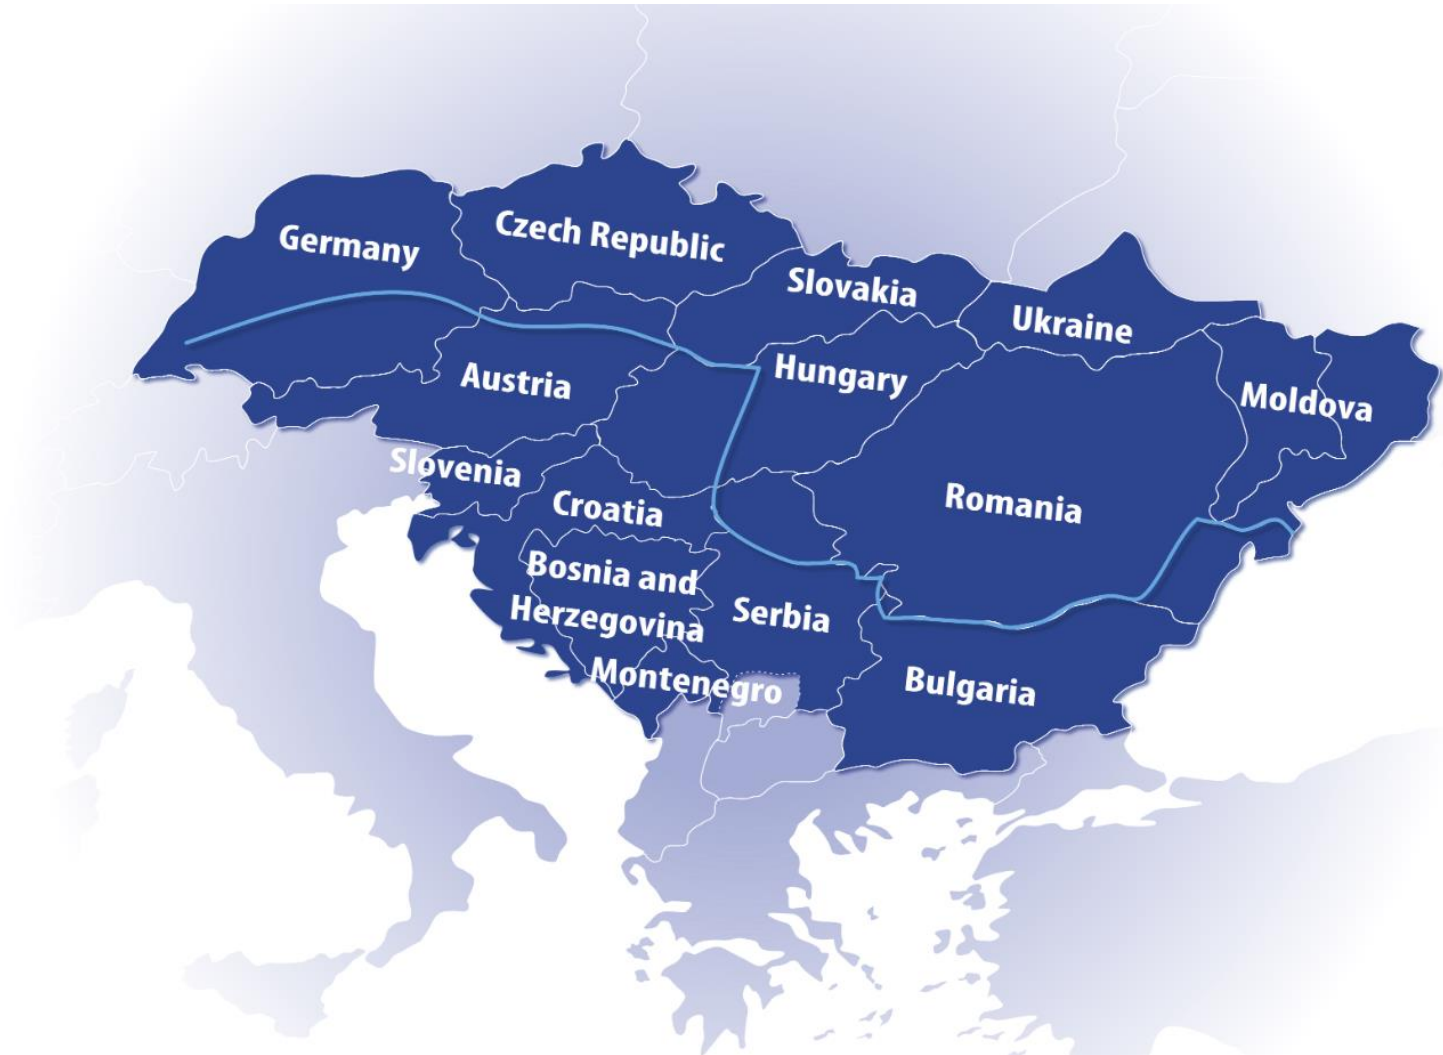 Germany
Czech Republic
Slovakia
Ukraine
Austria
Hungary
Moldova
Slovenia
Croatia
Romania
Bosnia and
Herzegovina
Serbia
Montenegro
Bulgaria